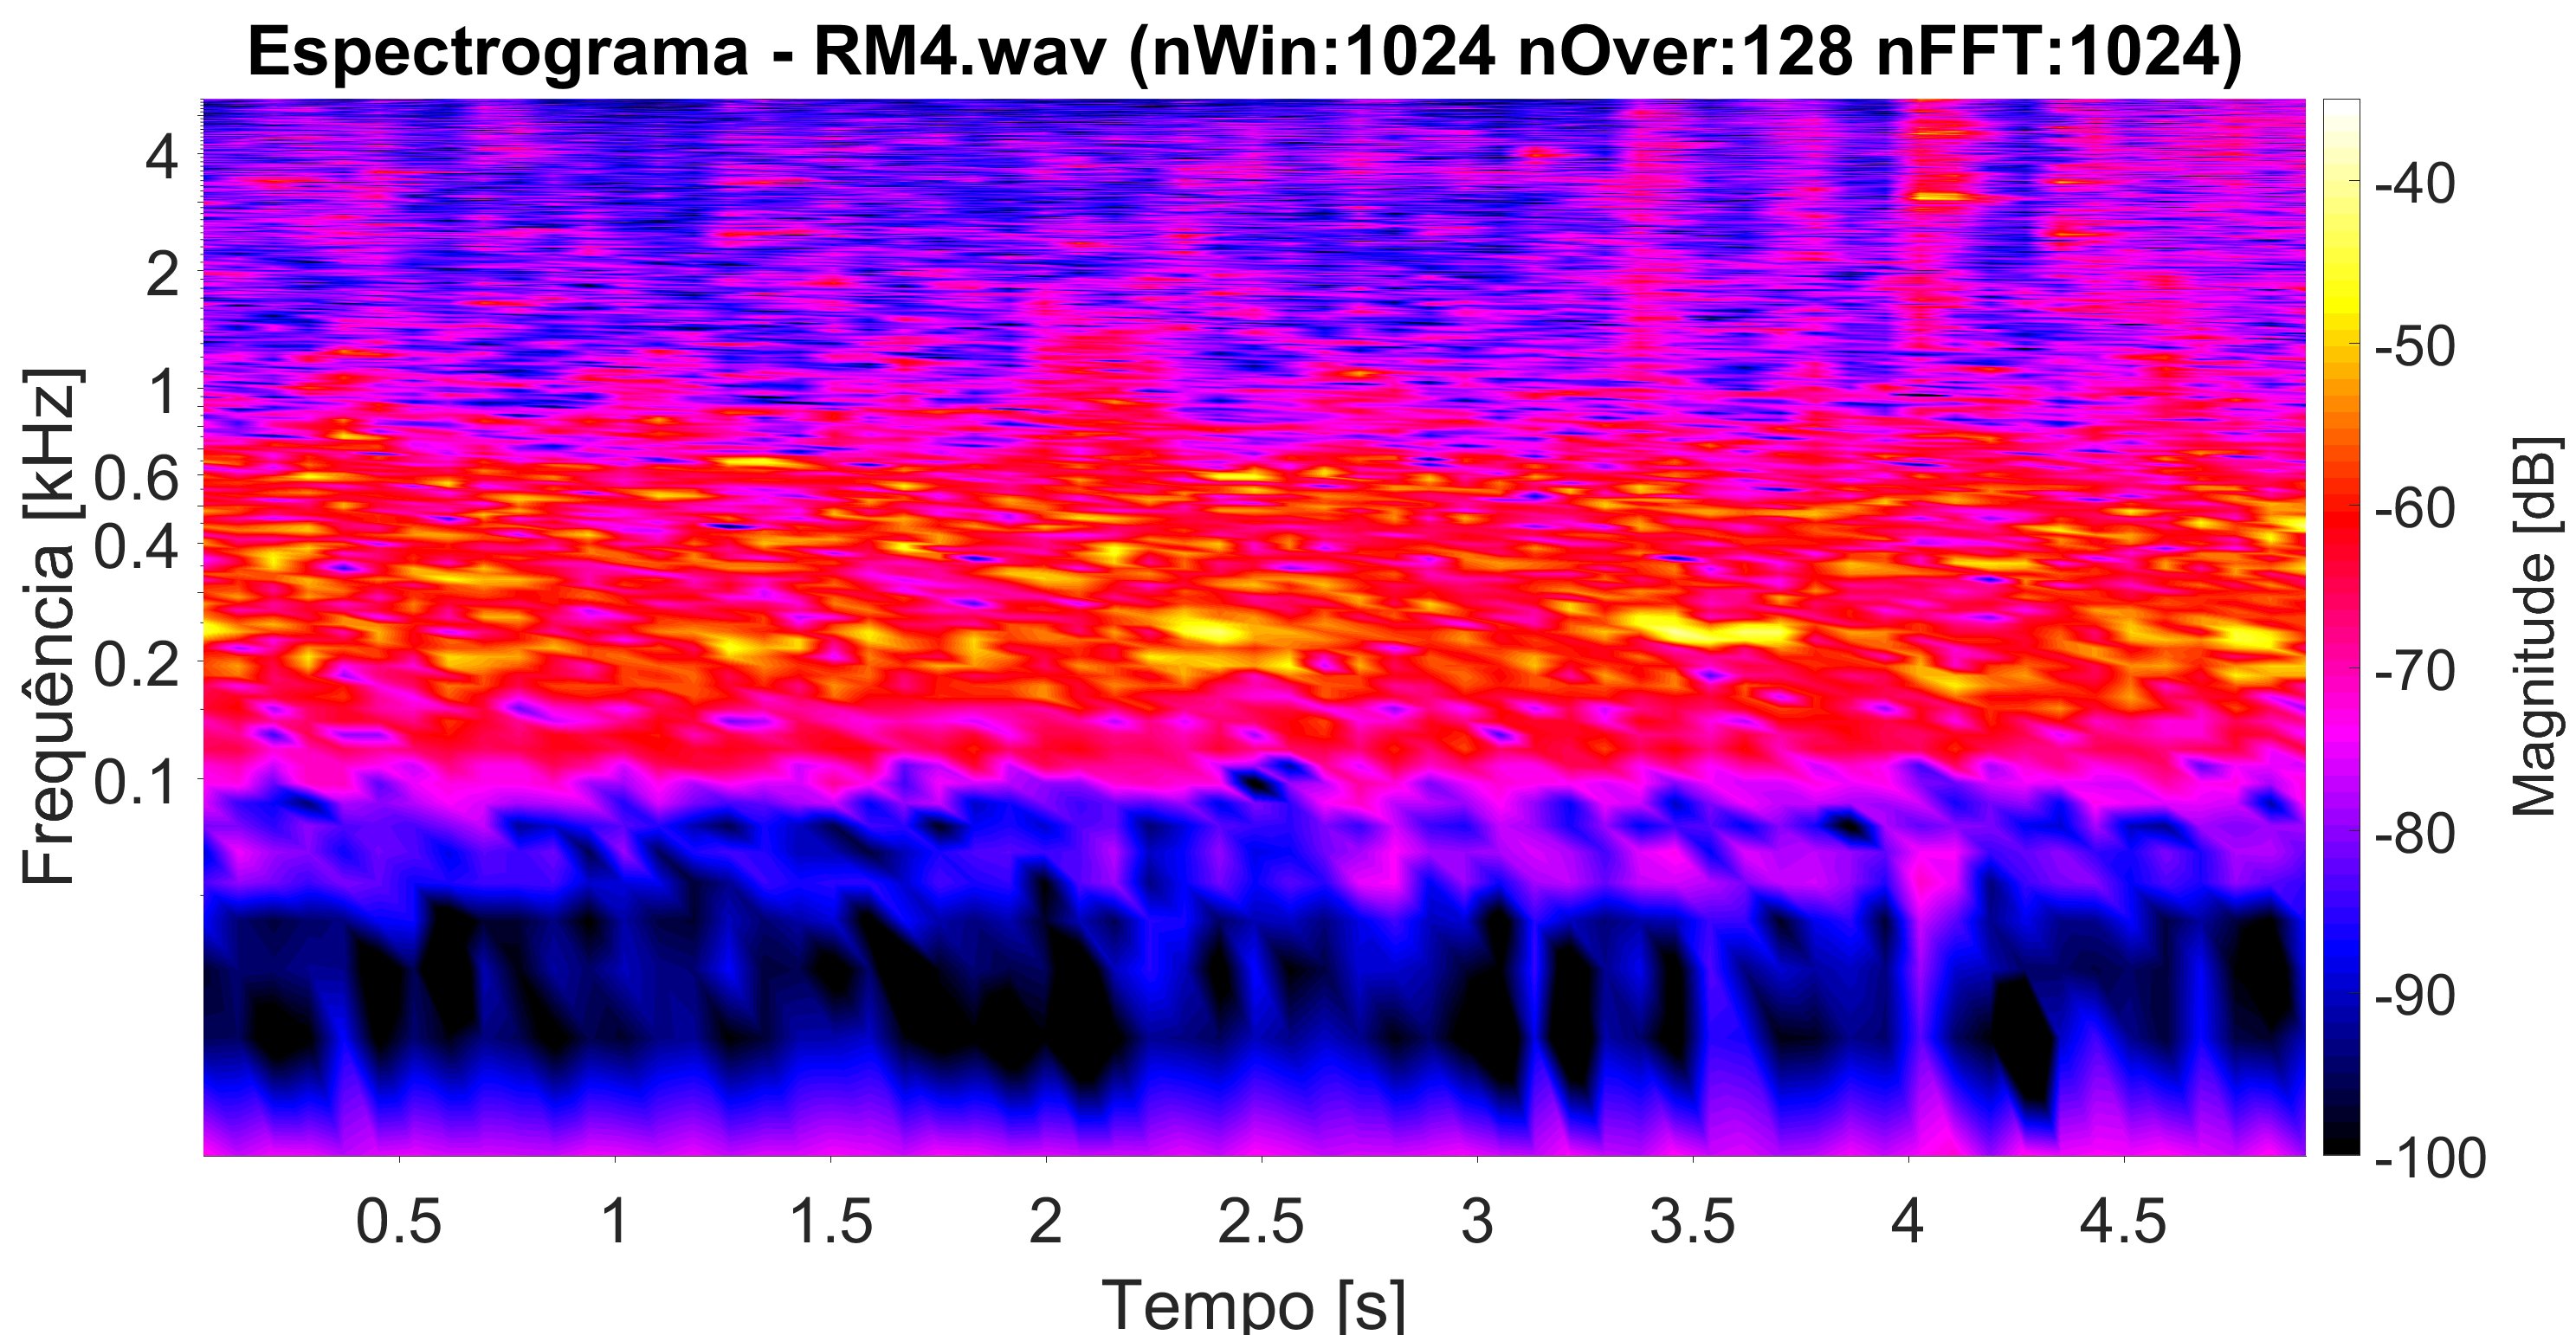 Espectrograma - RM4.wav (nWin:1024 nOver:128 nFFT:1024)
Frequência [kHz]
4
2
1
0.6
0.4
0.2
0.1
0.5 1 1.5 2 2.5 3 3.5 4 4.5
Tempo [s]
-40
-50
-60
-70
-80
-90
-100
Magnitude [dB]